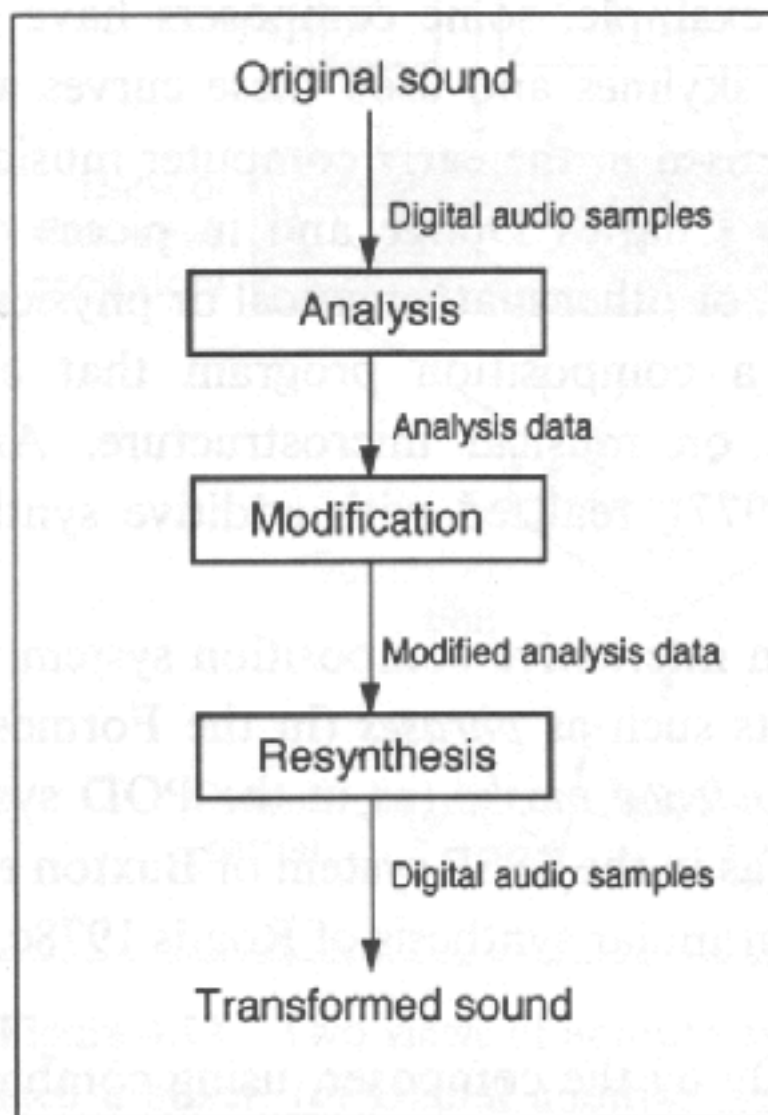 Original sound
Digital audio samples
Analysis
Analysis data
Modification
Modified analysis data
Resynthesis
Digital audio samples
Transformed sound